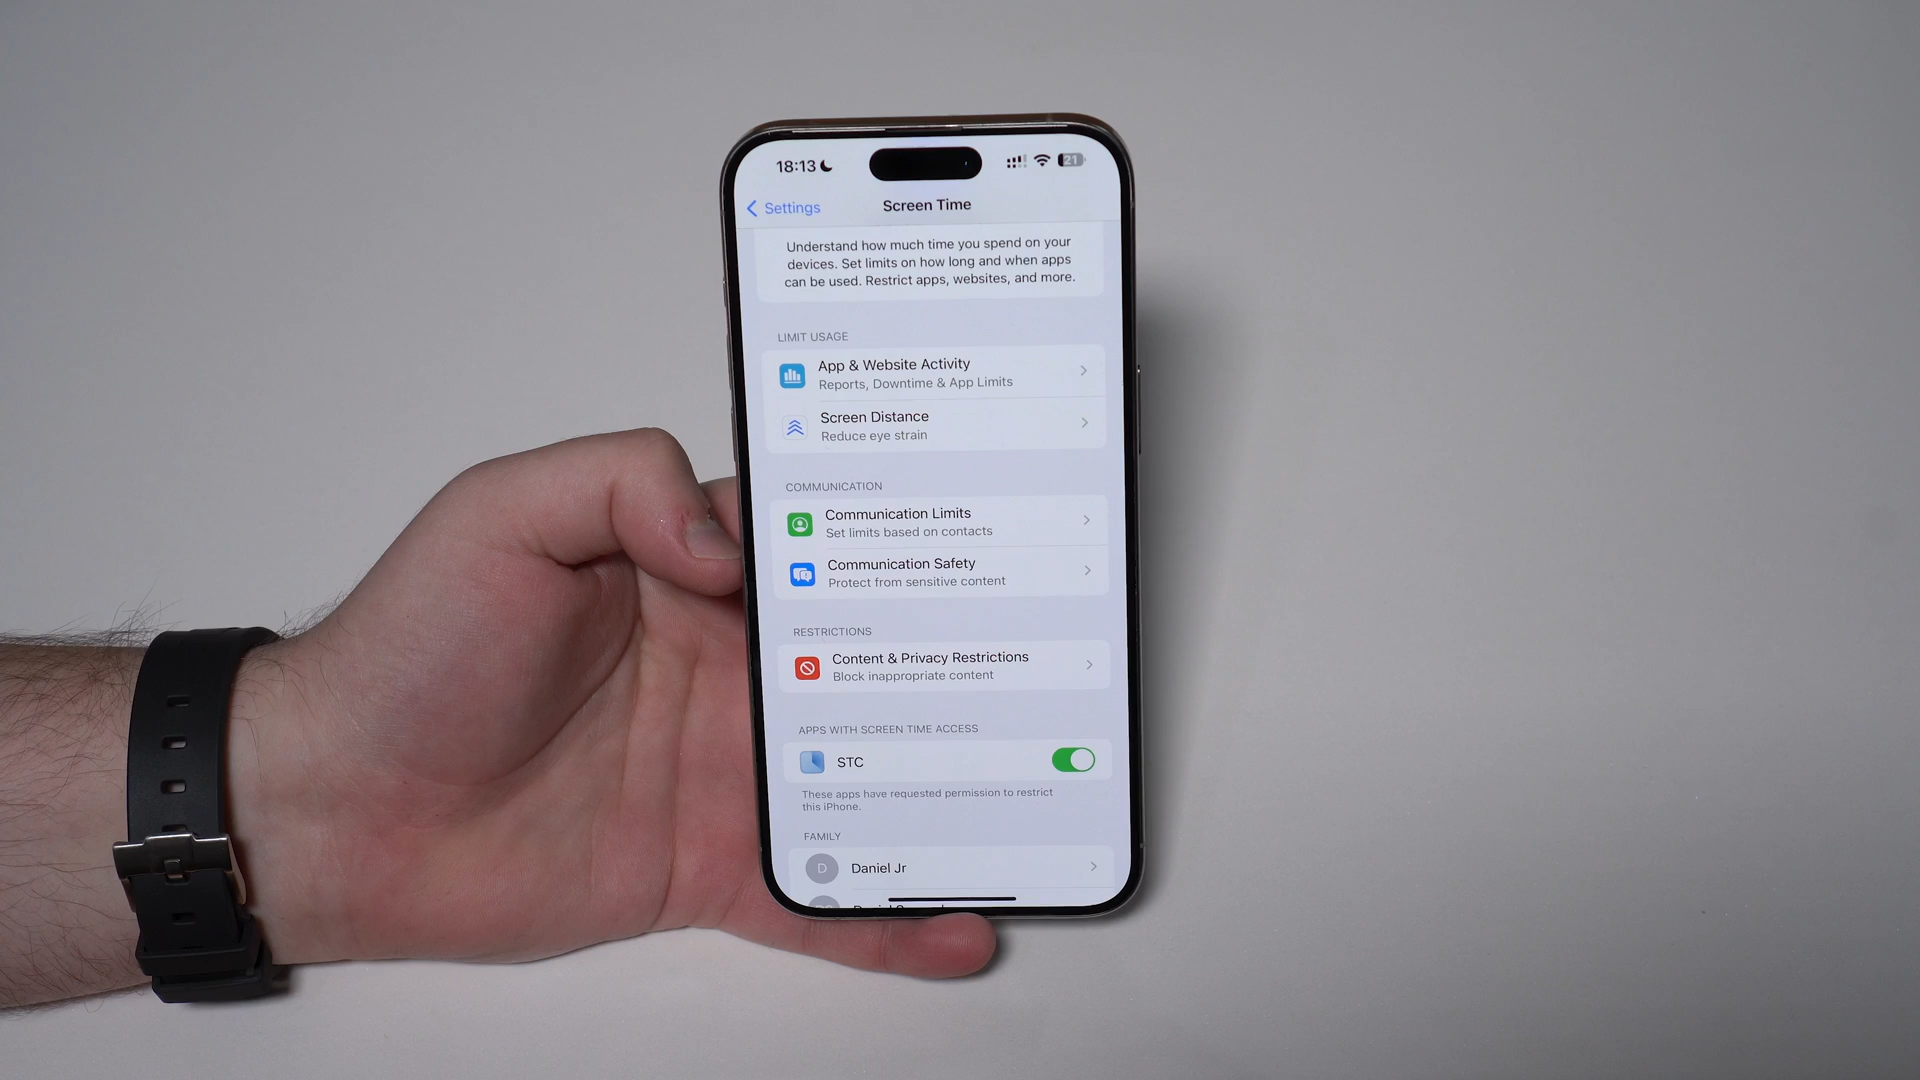 18:13
21
Settings
Screen Time
Understand how much time you spend on your
devices. Set limits on how long and when apps
can be used. Restrict apps, websites, and more.
LIMIT USAGE
App & Website Activity
Reports, Downtime & App Limits
Screen Distance
Reduce eye strain
COMMUNICATION
Communication Limits
Set limits based on contacts
Communication Safety
Protect from sensitive content
RESTRICTIONS
Content & Privacy Restrictions
Block inappropriate content
APPS WITH SCREEN TIME ACCESS
STC
These apps have requested permission to restrict
this iPhone.
FAMILY
D
Daniel Jr